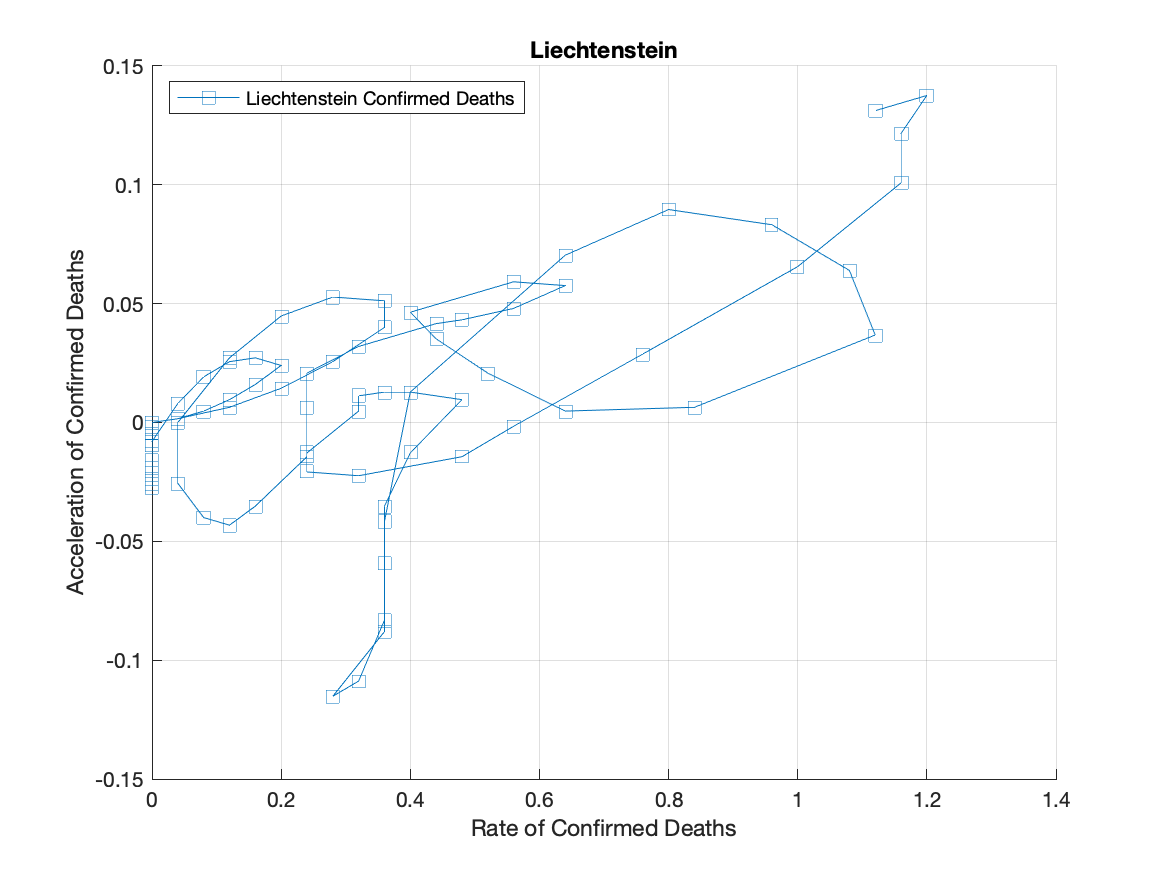 Liechtenstein
Liechtenstein Confirmed Deaths
0.15
0.1
0.05
0
-0.05
-0.1
-0.15
Acceleration of Confirmed Deaths
0 0.2 0.4 0.6 0.8 1 1.2 1.4
Rate of Confirmed Deaths